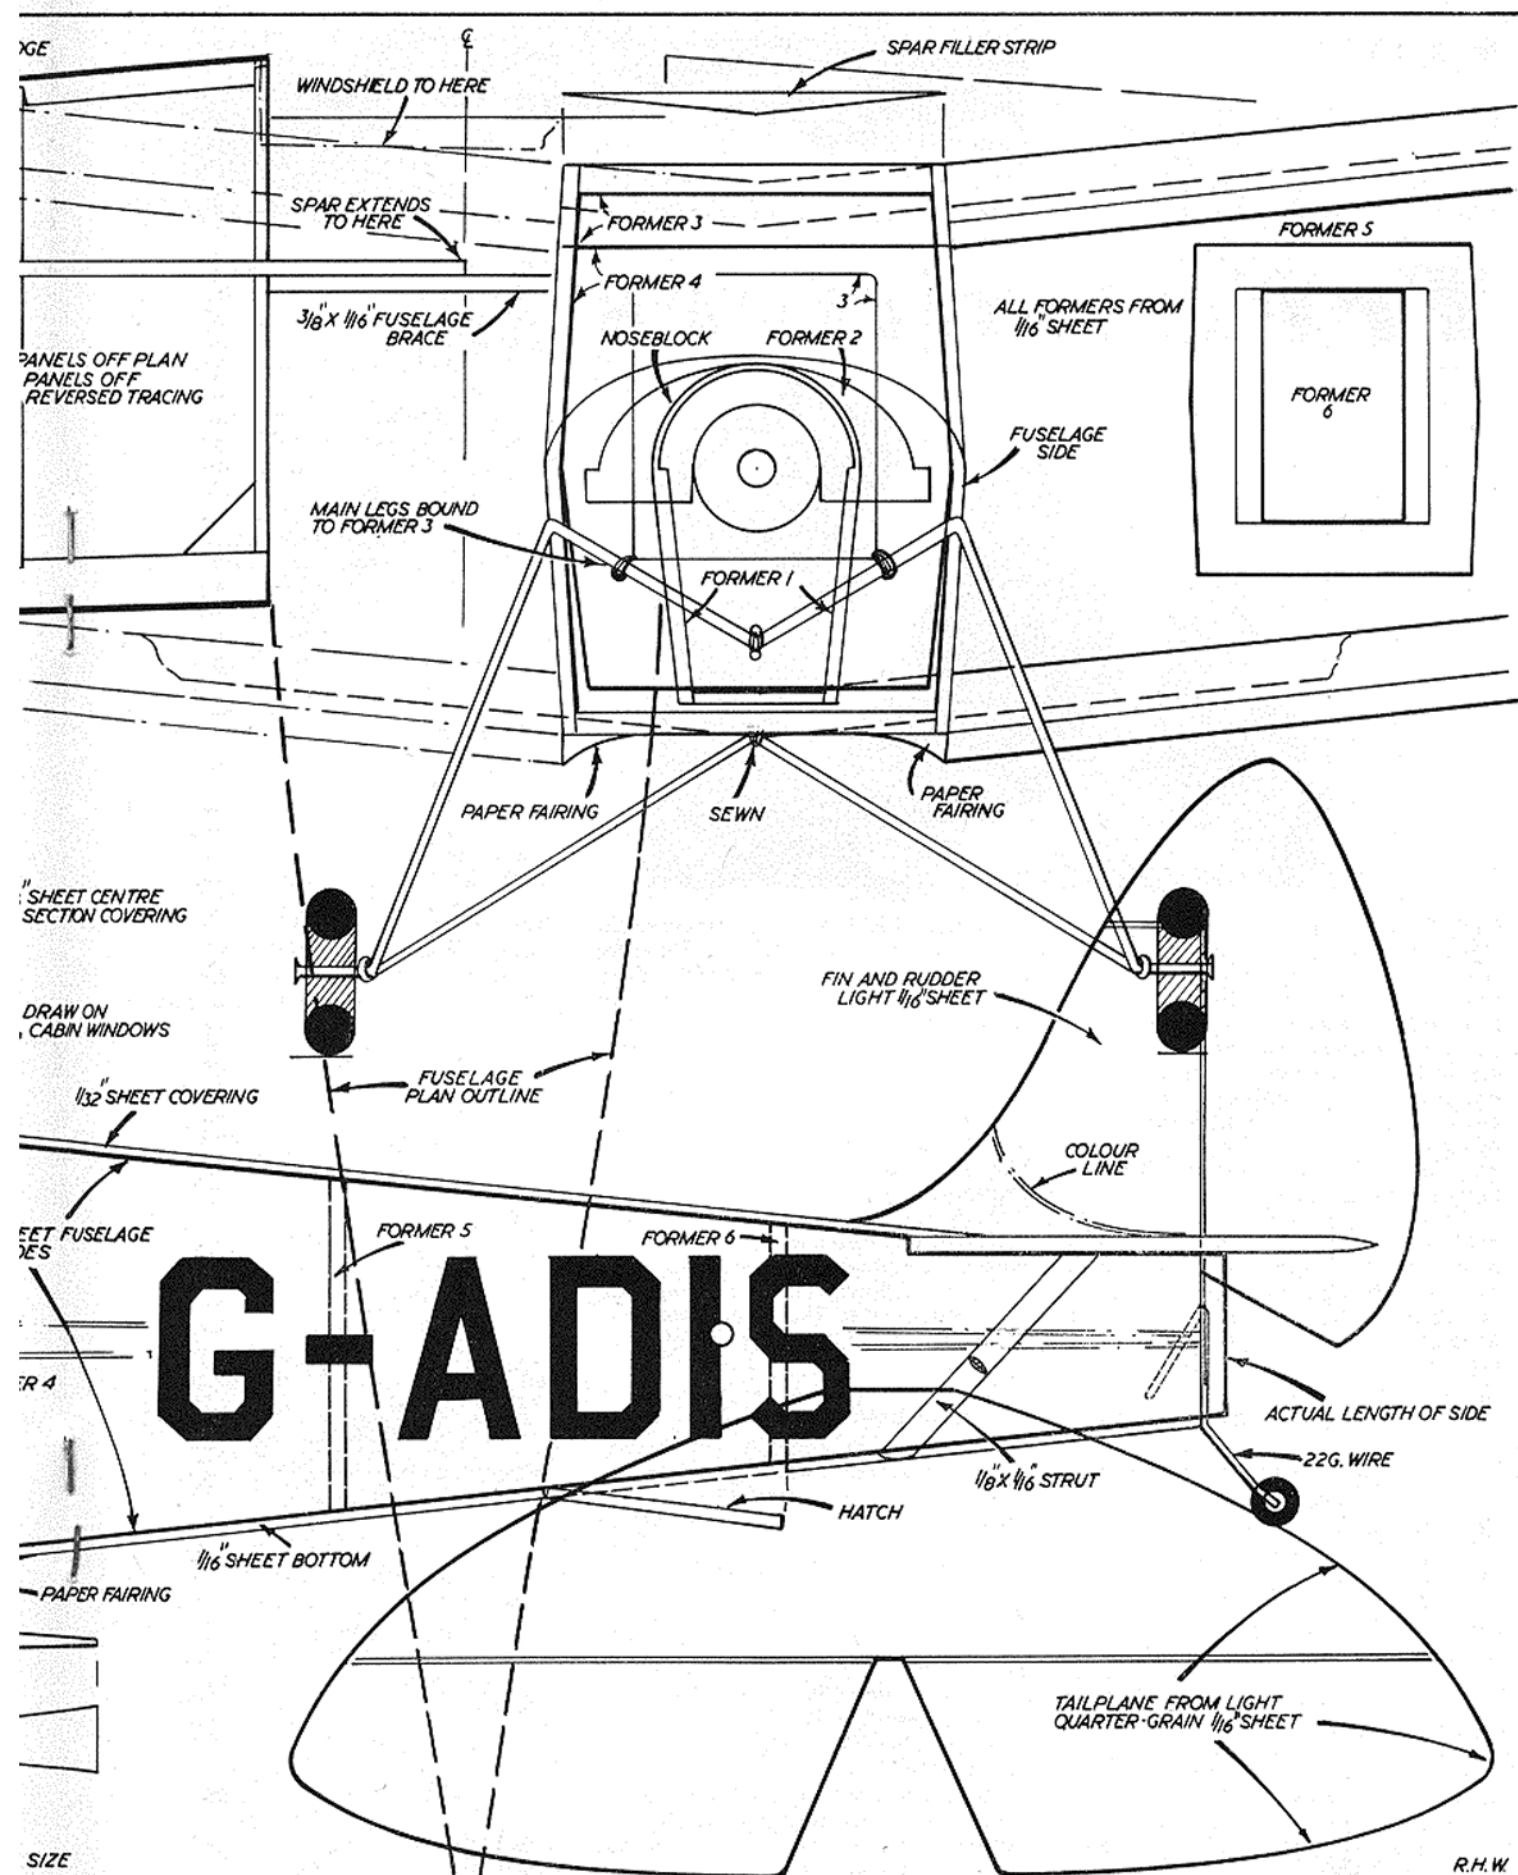 SPAR FILLER STRIP
WINDSHIELD TO HERE
SPAR EXTENDS
TO HERE
FORMER 3
FORMER 4
3
3/8" X 1/16" FUSELAGE
BRACE
NOSEBLOCK
FORMER 2
ALL FORMERS FROM
1/16" SHEET
FORMER 5
FORMER
6
PANELS OFF PLAN
PANELS OFF
REVERSED TRACING
FUSELAGE
SIDE
MAIN LEGS BOUND
TO FORMER 3
FORMER 1
PAPER FAIRING
SEWN
PAPER
FAIRING
SHEET CENTRE
SECTION COVERING
DRAW ON
CABIN WINDOWS
FIN AND RUDDER
LIGHT 1/16" SHEET
1/32" SHEET COVERING
FUSELAGE
PLAN OUTLINE
COLOUR
LINE
FUSELAGE
FORMER 5
FORMER 6
G-ADIS
ACTUAL LENGTH OF SIDE
22G. WIRE
1/8" X 1/16" STRUT
HATCH
1/16" SHEET BOTTOM
PAPER FAIRING
TAILPLANE FROM LIGHT
QUARTER-GRAIN 1/16" SHEET
SIZE
R.H.W.